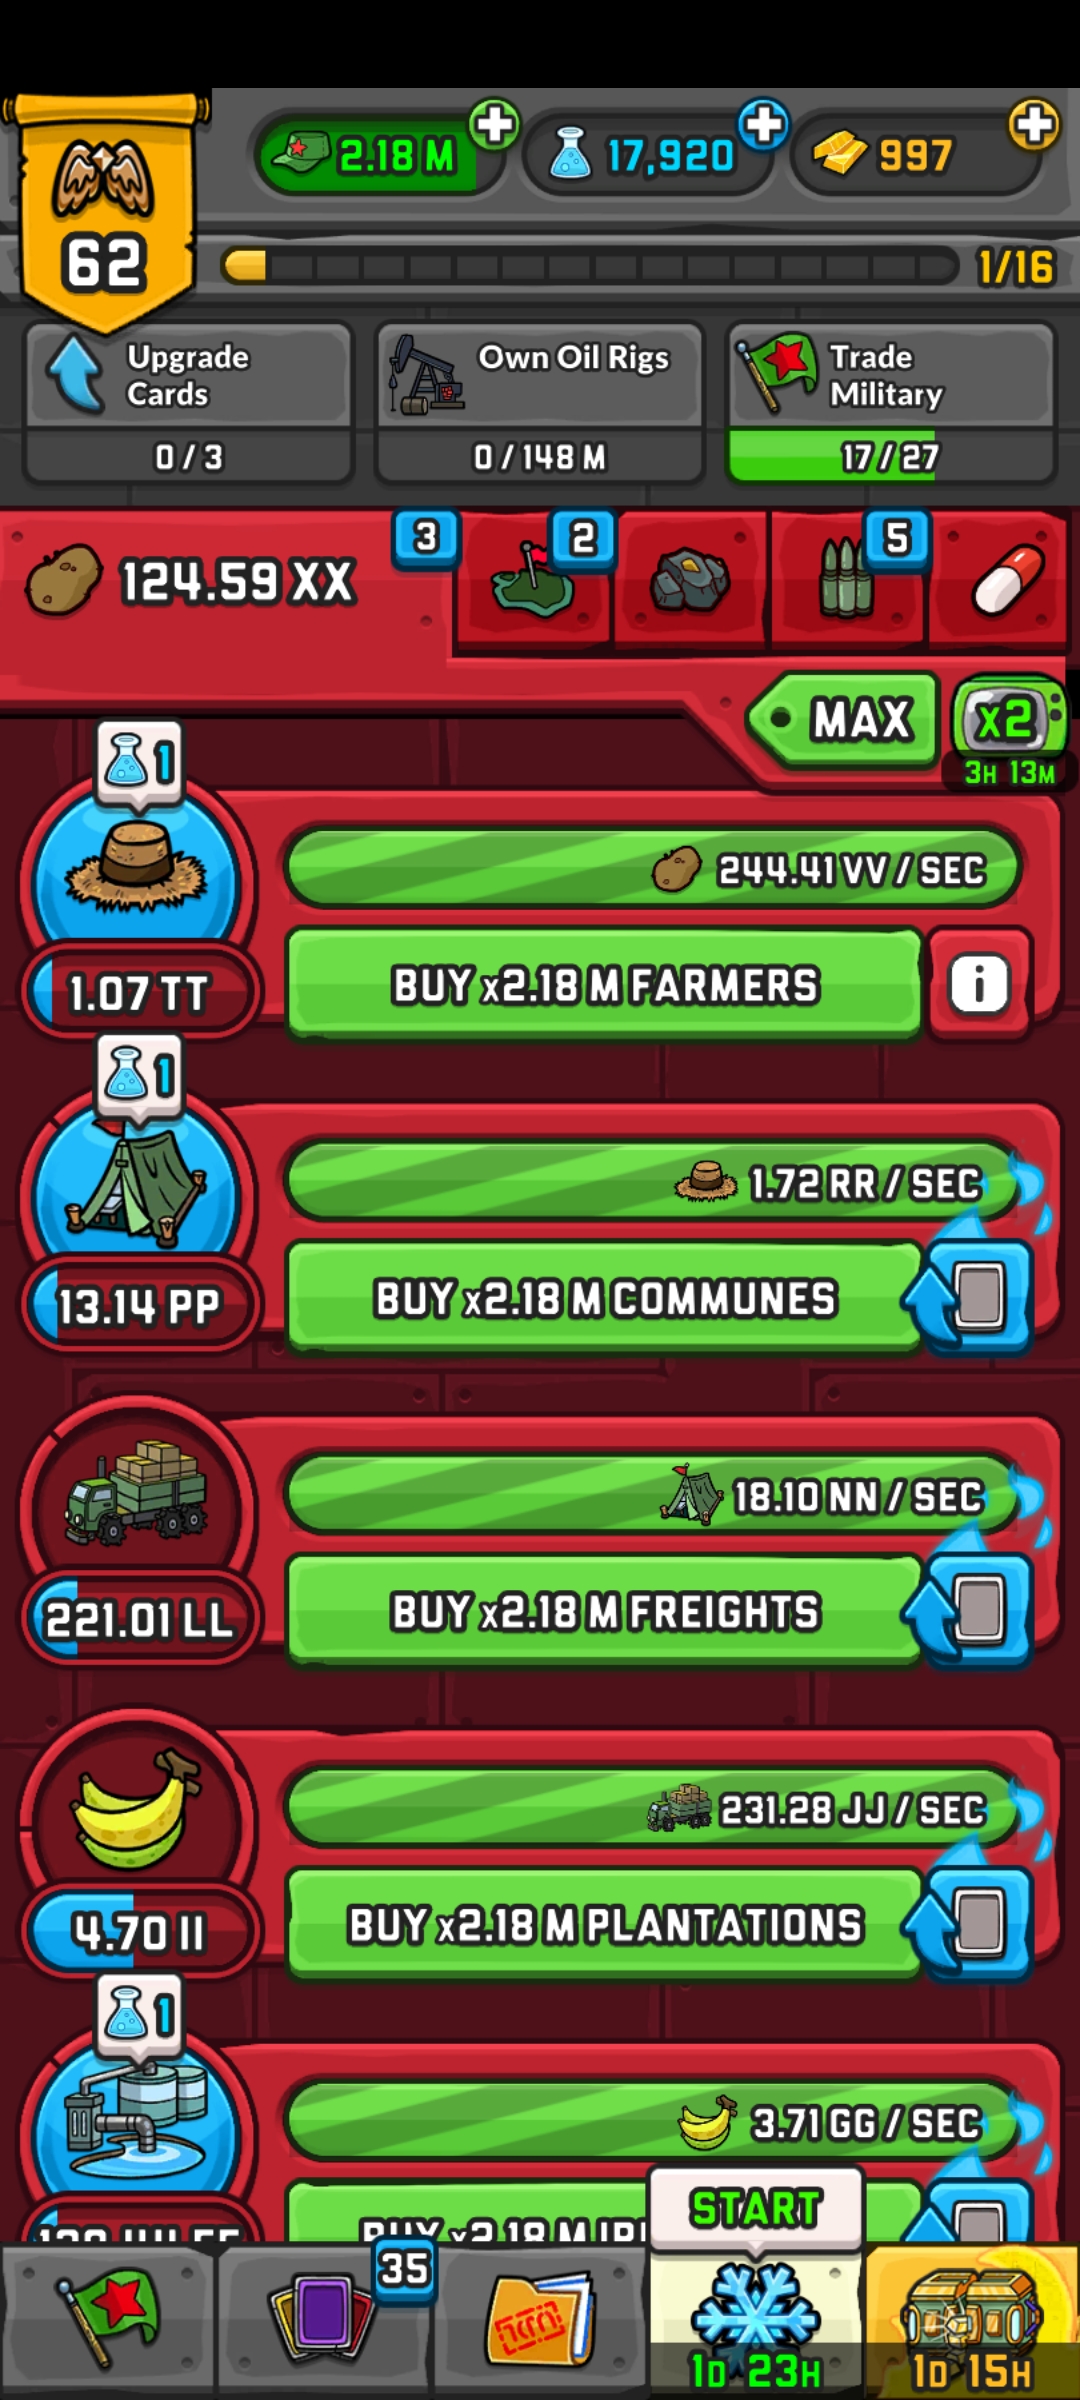 2.18 M
17,920
997
62
1/16
Upgrade
Cards
0/3
Own Oil Rigs
0/148 M
Trade
Military
17/27
124.59 XX
3
2
5
MAX
x2
3H 13M
1
244.41 VV / SEC
1.07 TT
BUY x2.18 M FARMERS
i
1
1.72 RR / SEC
13.14 PP
BUY x2.18 M COMMUNES
18.10 NN / SEC
221.01 LL
BUY x2.18 M FREIGHTS
231.28 JJ / SEC
4.70 II
BUY x2.18 M PLANTATIONS
1
3.71 GG / SEC
BUY x2.18 M
START
35
1D 23H
1D 15H